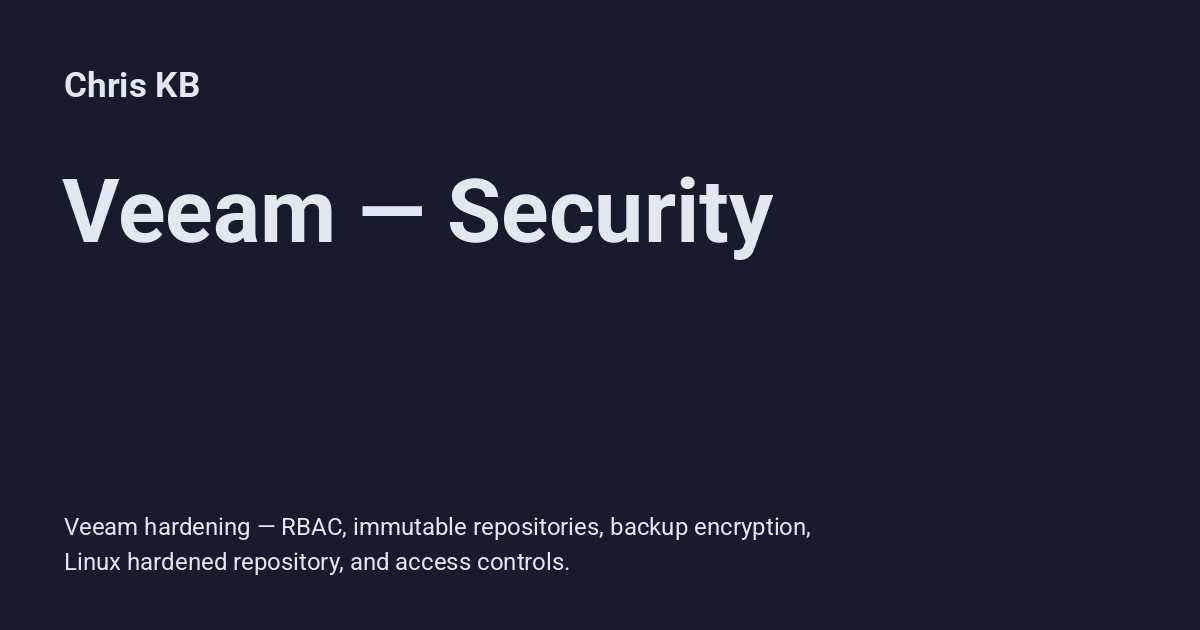 Chris KB
Veeam — Security
Veeam hardening — RBAC, immutable repositories, backup encryption,
Linux hardened repository, and access controls.